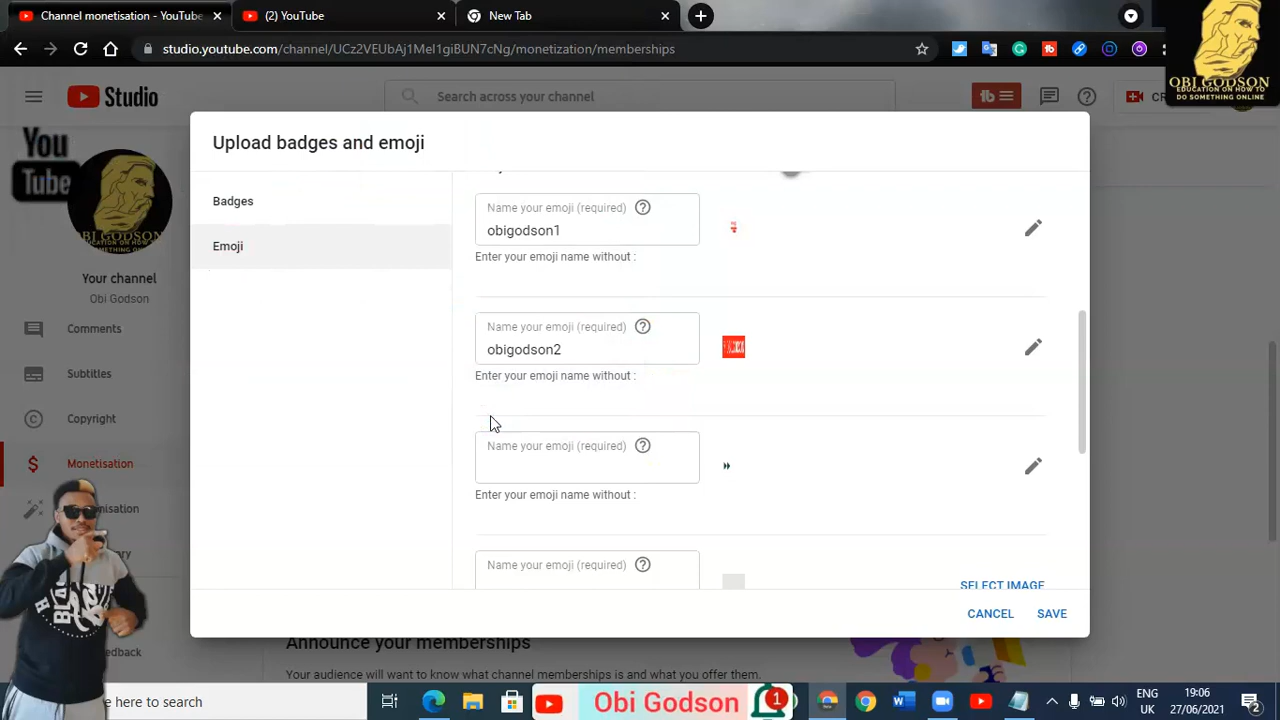 Channel monetisation - YouTube
(2) YouTube
New Tab
studio.youtube.com/channel/UCz2VEUbAj1MeI1giBUN7cNg/monetization/memberships
OBI GODSON
EDUCATION ON HOW TO
DO SOMETHING ONLINE
Studio
Search across your channel
You
Tube
Your channel
Obi Godson
Comments
Subtitles
Copyright
Monetisation
Upload badges and emoji
Badges
Emoji
Name your emoji (required)
obigodson1
Enter your emoji name without :
Name your emoji (required)
obigodson2
Enter your emoji name without :
Name your emoji (required)
Enter your emoji name without :
Name your emoji (required)
SELECT IMAGE
CANCEL
SAVE
Announce your memberships
Your audience will want to know what channel memberships is and what you offer them.
here to search
Obi Godson
1
ENG
UK
19:06
27/06/2021
2